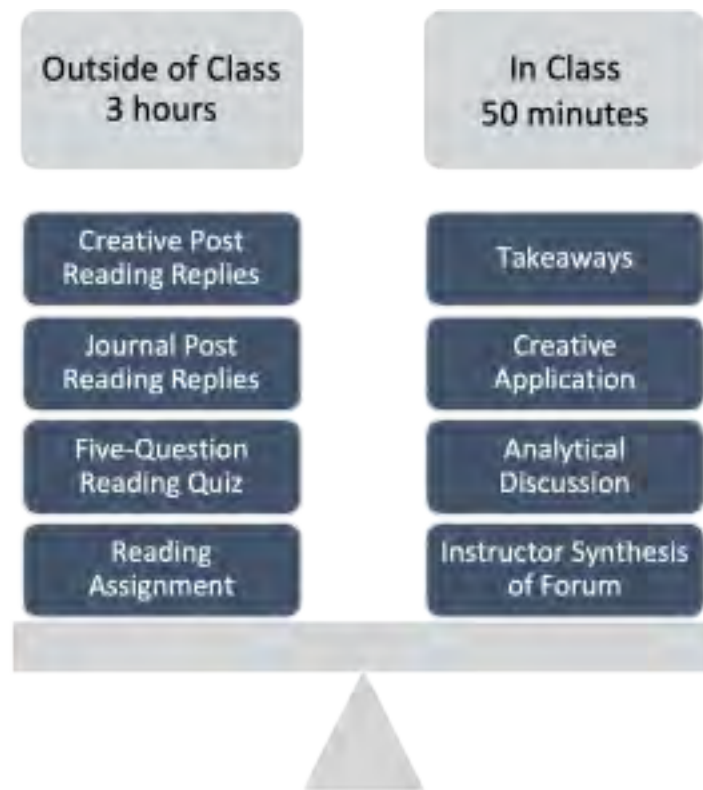 Outside of Class
3 hours
In Class
50 minutes
Creative Post
Reading Replies
Takeaways
Journal Post
Reading Replies
Creative
Application
Five-Question
Reading Quiz
Analytical
Discussion
Reading
Assignment
Instructor Synthesis
of Forum